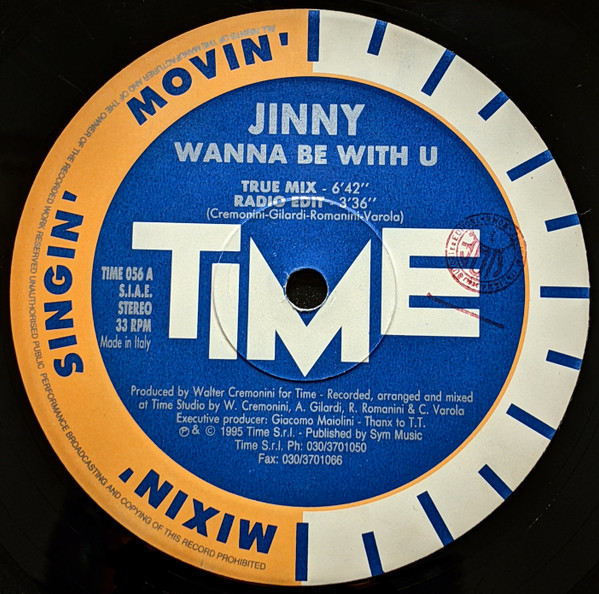 MOVIN'
SINGIN'
MIXIN'
JINNY
WANNA BE WITH U
TRUE MIX - 6'42''
RADIO EDIT - 3'36''
(Cremonini-Gilardi-Romanini-Varola)
TIME
TIME 056 A
S.I.A.E.
STEREO
33 RPM
Made in Italy
Produced by Walter Cremonini for Time - Recorded, arranged and mixed
at Time Studio by W. Cremonini, A. Gilardi, R. Romanini & C. Varola
Executive producer: Giacomo Maiolini - Thanx to T.T.
℗ & © 1995 Time S.r.l. - Published by Sym Music
Time S.r.l. Ph: 030/3701050
Fax: 030/3701066
ALL RIGHTS OF THE MANUFACTURER AND OF THE OWNER OF THE RECORDED WORK RESERVED UNAUTHORISED PUBLIC PERFORMANCE BROADCASTING AND COPYING OF THIS RECORD PROHIBITED